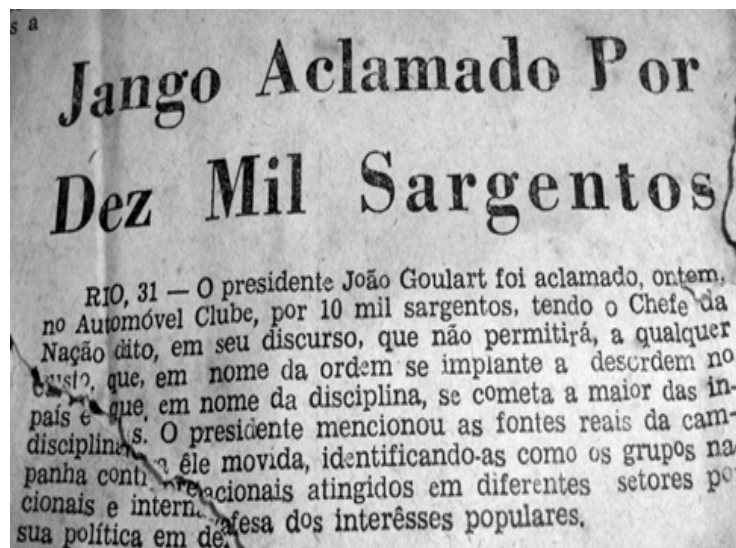 s a
Jango Aclamado Por
Dez Mil Sargentos
RIO, 31 — O presidente João Goulart foi aclamado, ontem,
no Automóvel Clube, por 10 mil sargentos, tendo o Chefe da
Nação dito, em seu discurso, que não permitirá, a qualquer
que, em nome da ordem se implante a desordem no
país e que, em nome da disciplina, se cometa a maior das in-
disciplinas. O presidente mencionou as fontes reais da cam-
panha contra êle movida, identificando-as como os grupos na-
cionais e internacionais atingidos em diferentes setores por
sua política em defesa dos interêsses populares.